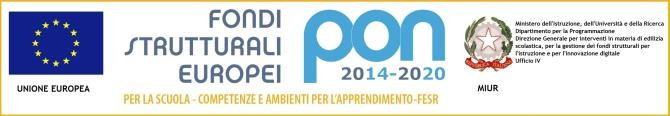 UNIONE EUROPEA
FONDI
STRUTTURALI
EUROPEI
pon
2014-2020
PER LA SCUOLA - COMPETENZE E AMBIENTI PER L'APPRENDIMENTO-FESR
MIUR
Ministero dell'Istruzione, dell'Università e della Ricerca
Dipartimento per la Programmazione
Direzione Generale per interventi in materia di edilizia
scolastica, per la gestione dei fondi strutturali per
l'istruzione e per l'innovazione digitale
Ufficio IV